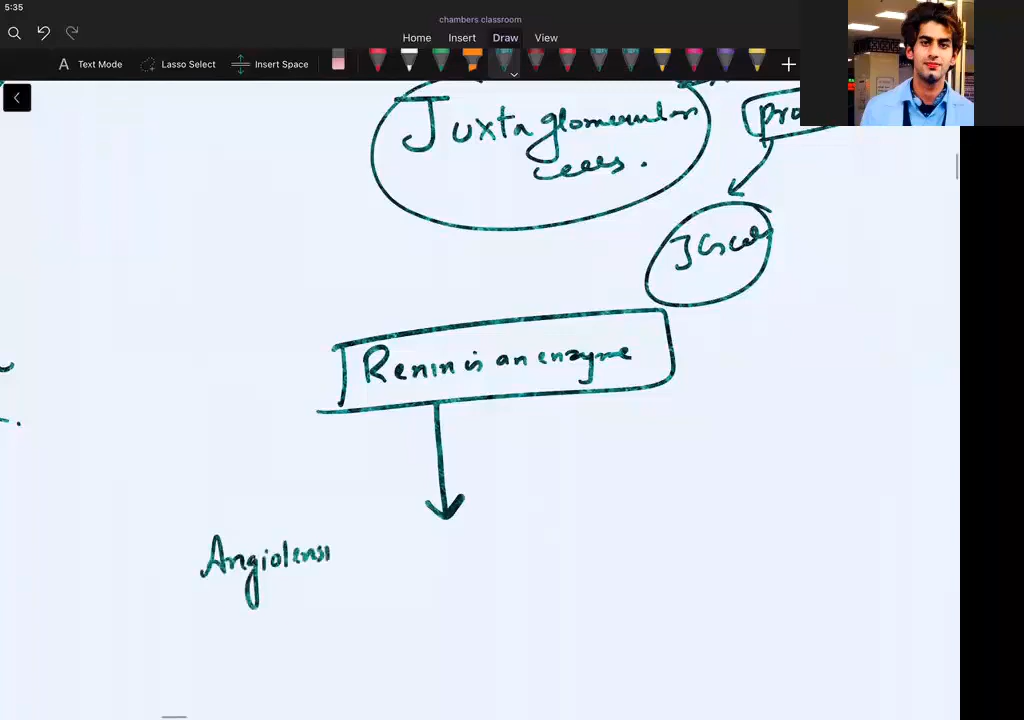 5:35
chambers classroom
Home Insert Draw View
Text Mode Lasso Select Insert Space
Juxtaglomerular
cells.
JG cells
Renin is an enzyme
Angiotensi